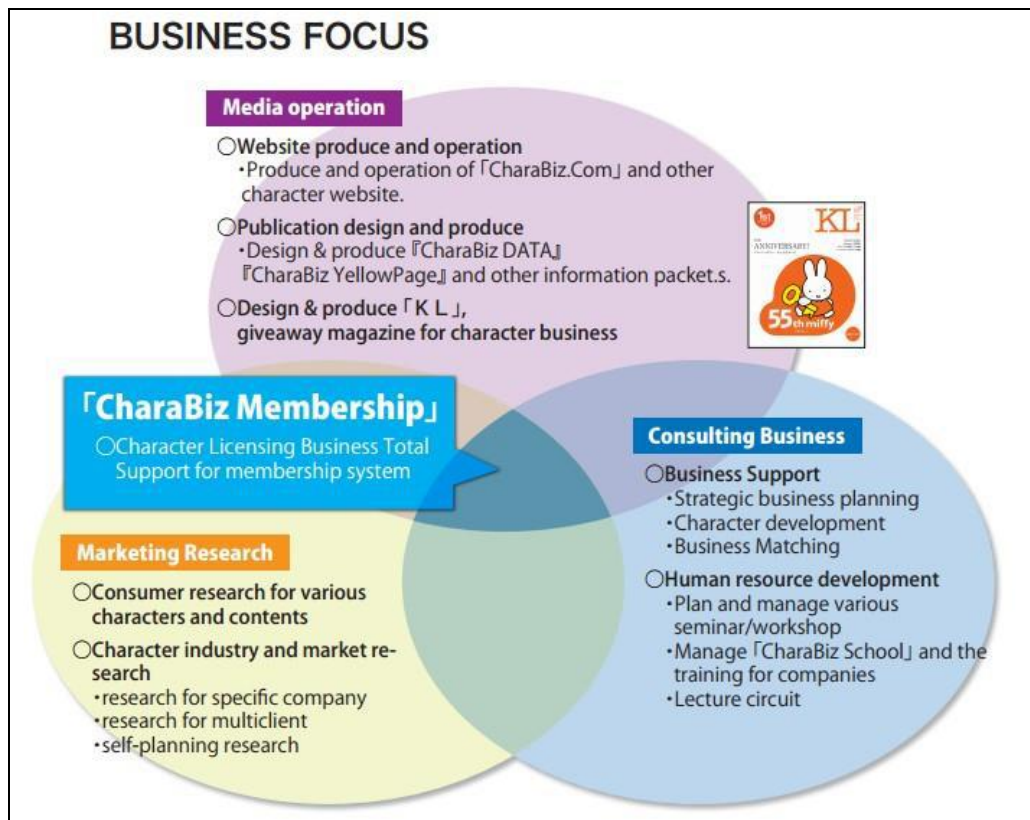 BUSINESS FOCUS
Media operation
○Website produce and operation
・Produce and operation of「CharaBiz.Com」and other
character website.
○Publication design and produce
・Design & produce『CharaBiz DATA』
『CharaBiz YellowPage』and other information packet.s.
○Design & produce「K L」,
giveaway magazine for character business
KL
ANNIVERSARY!
55th miffy
「CharaBiz Membership」
○Character Licensing Business Total
Support for membership system
Consulting Business
○Business Support
・Strategic business planning
・Character development
・Business Matching
○Human resource development
・Plan and manage various
seminar/workshop
・Manage「CharaBiz School」and the
training for companies
・Lecture circuit
Marketing Research
○Consumer research for various
characters and contents
○Character industry and market re-
search
・research for specific company
・research for multiclient
・self-planning research